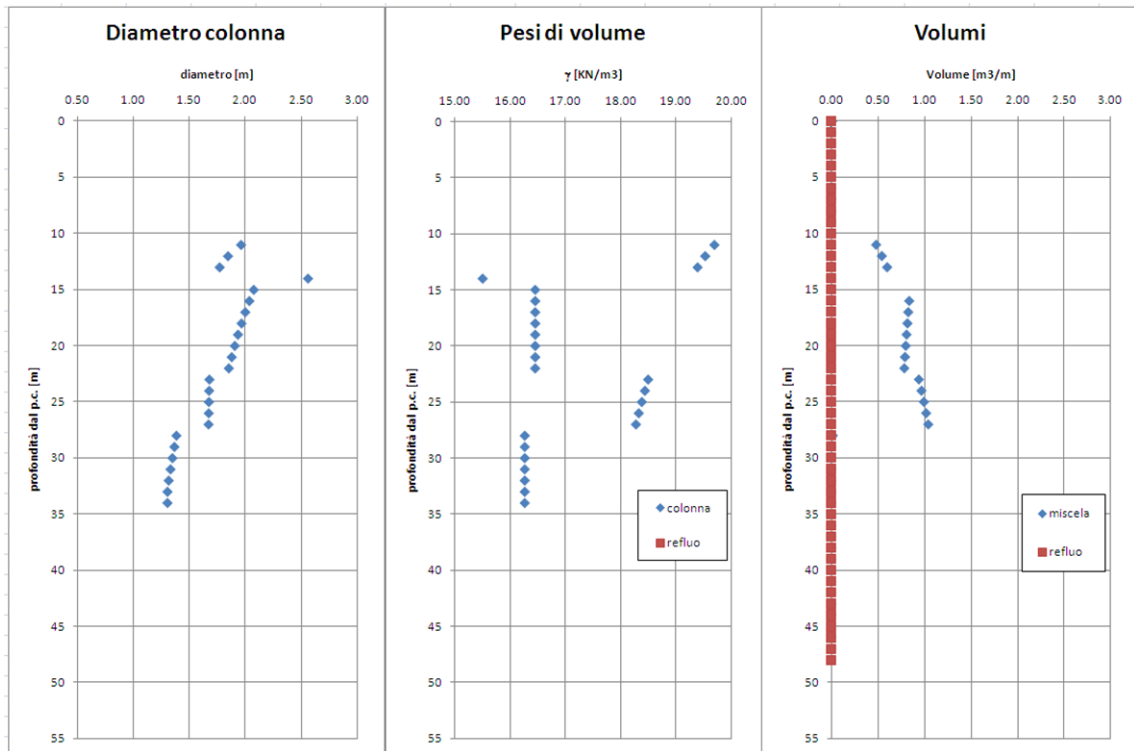 Diametro colonna
diametro [m]
0.50 1.00 1.50 2.00 2.50 3.00
0
5
10
15
20
25
30
35
40
45
50
55
profondità dal p.c. [m]
Pesi di volume
γ [KN/m3]
15.00 16.00 17.00 18.00 19.00 20.00
0
5
10
15
20
25
30
35
40
45
50
55
profondità dal p.c. [m]
colonna
refluo
Volumi
Volume [m3/m]
0.00 0.50 1.00 1.50 2.00 2.50 3.00
0
5
10
15
20
25
30
35
40
45
50
55
profondità dal p.c. [m]
miscela
refluo